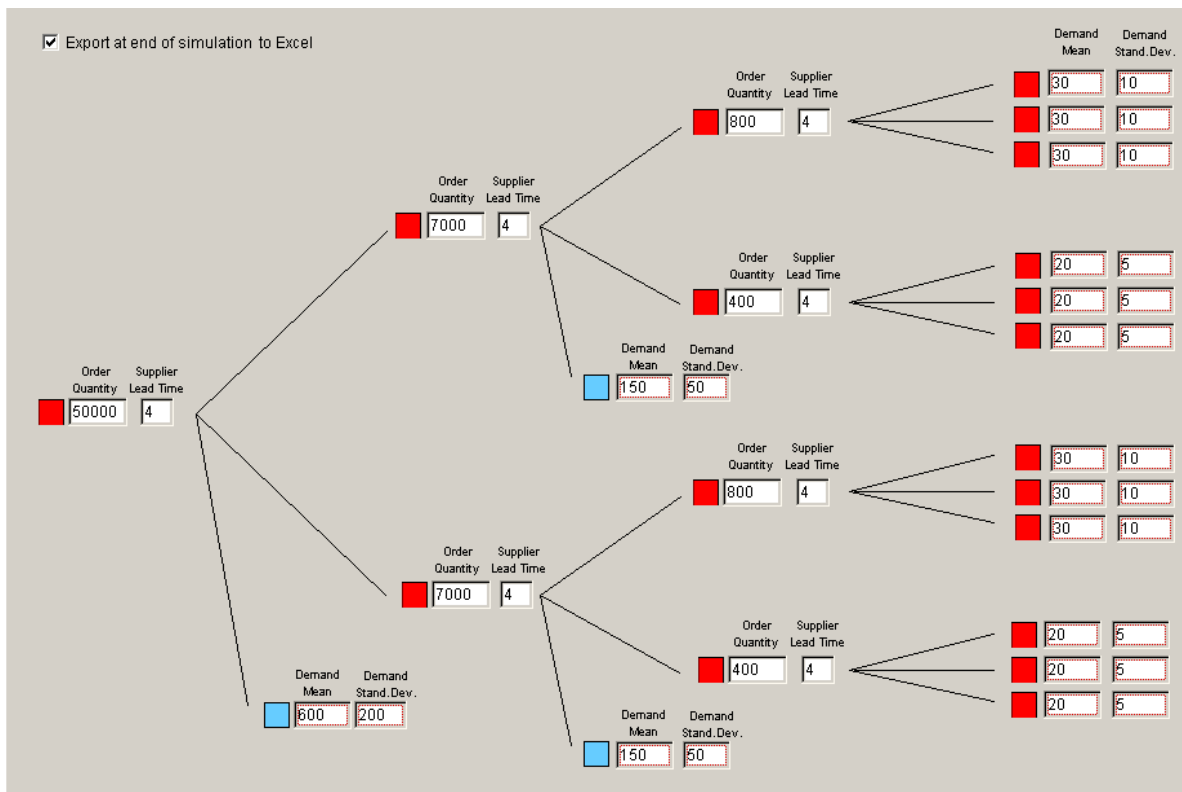 Export at end of simulation to Excel
Demand Mean Demand Stand.Dev.
30 10
30 10
30 10
Order Quantity Supplier Lead Time
800 4
Order Quantity Supplier Lead Time
7000 4
Order Quantity Supplier Lead Time
400 4
20 5
20 5
20 5
Demand Mean Demand Stand.Dev.
150 50
Order Quantity Supplier Lead Time
50000 4
Order Quantity Supplier Lead Time
800 4
30 10
30 10
30 10
Order Quantity Supplier Lead Time
7000 4
Order Quantity Supplier Lead Time
400 4
20 5
20 5
20 5
Demand Mean Demand Stand.Dev.
600 200
Demand Mean Demand Stand.Dev.
150 50